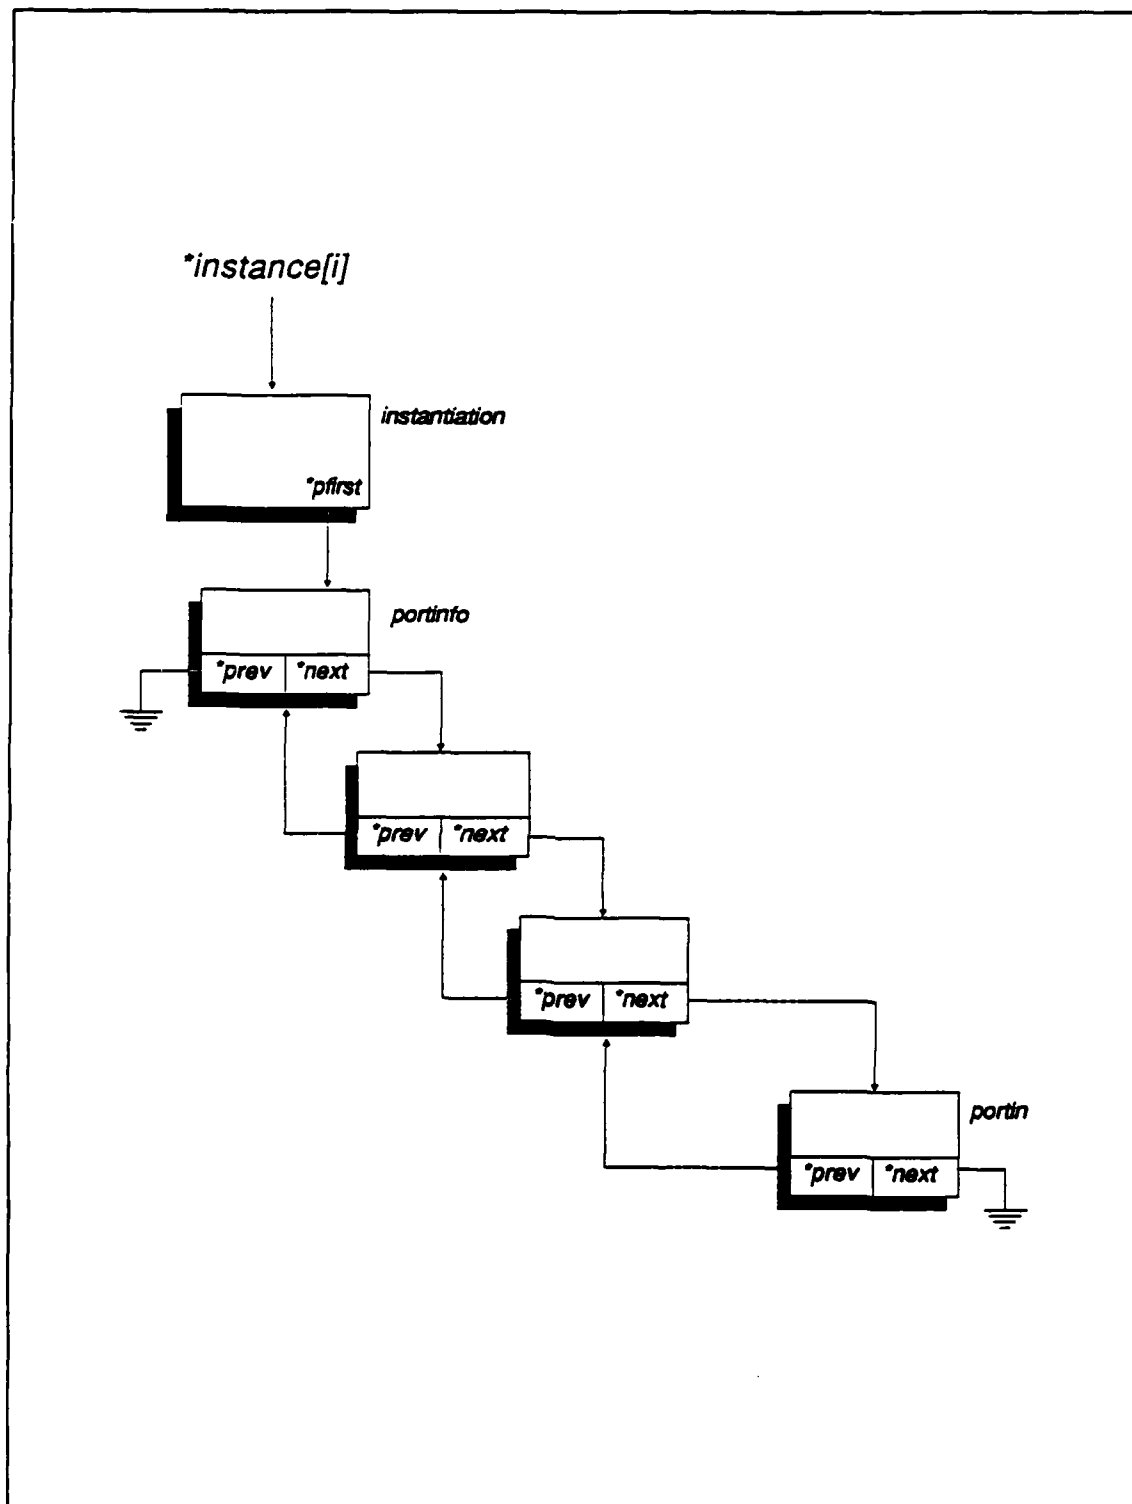 *instance[i]
instantiation
*pfirst
portinfo
*prev *next
*prev *next
*prev *next
portin
*prev *next